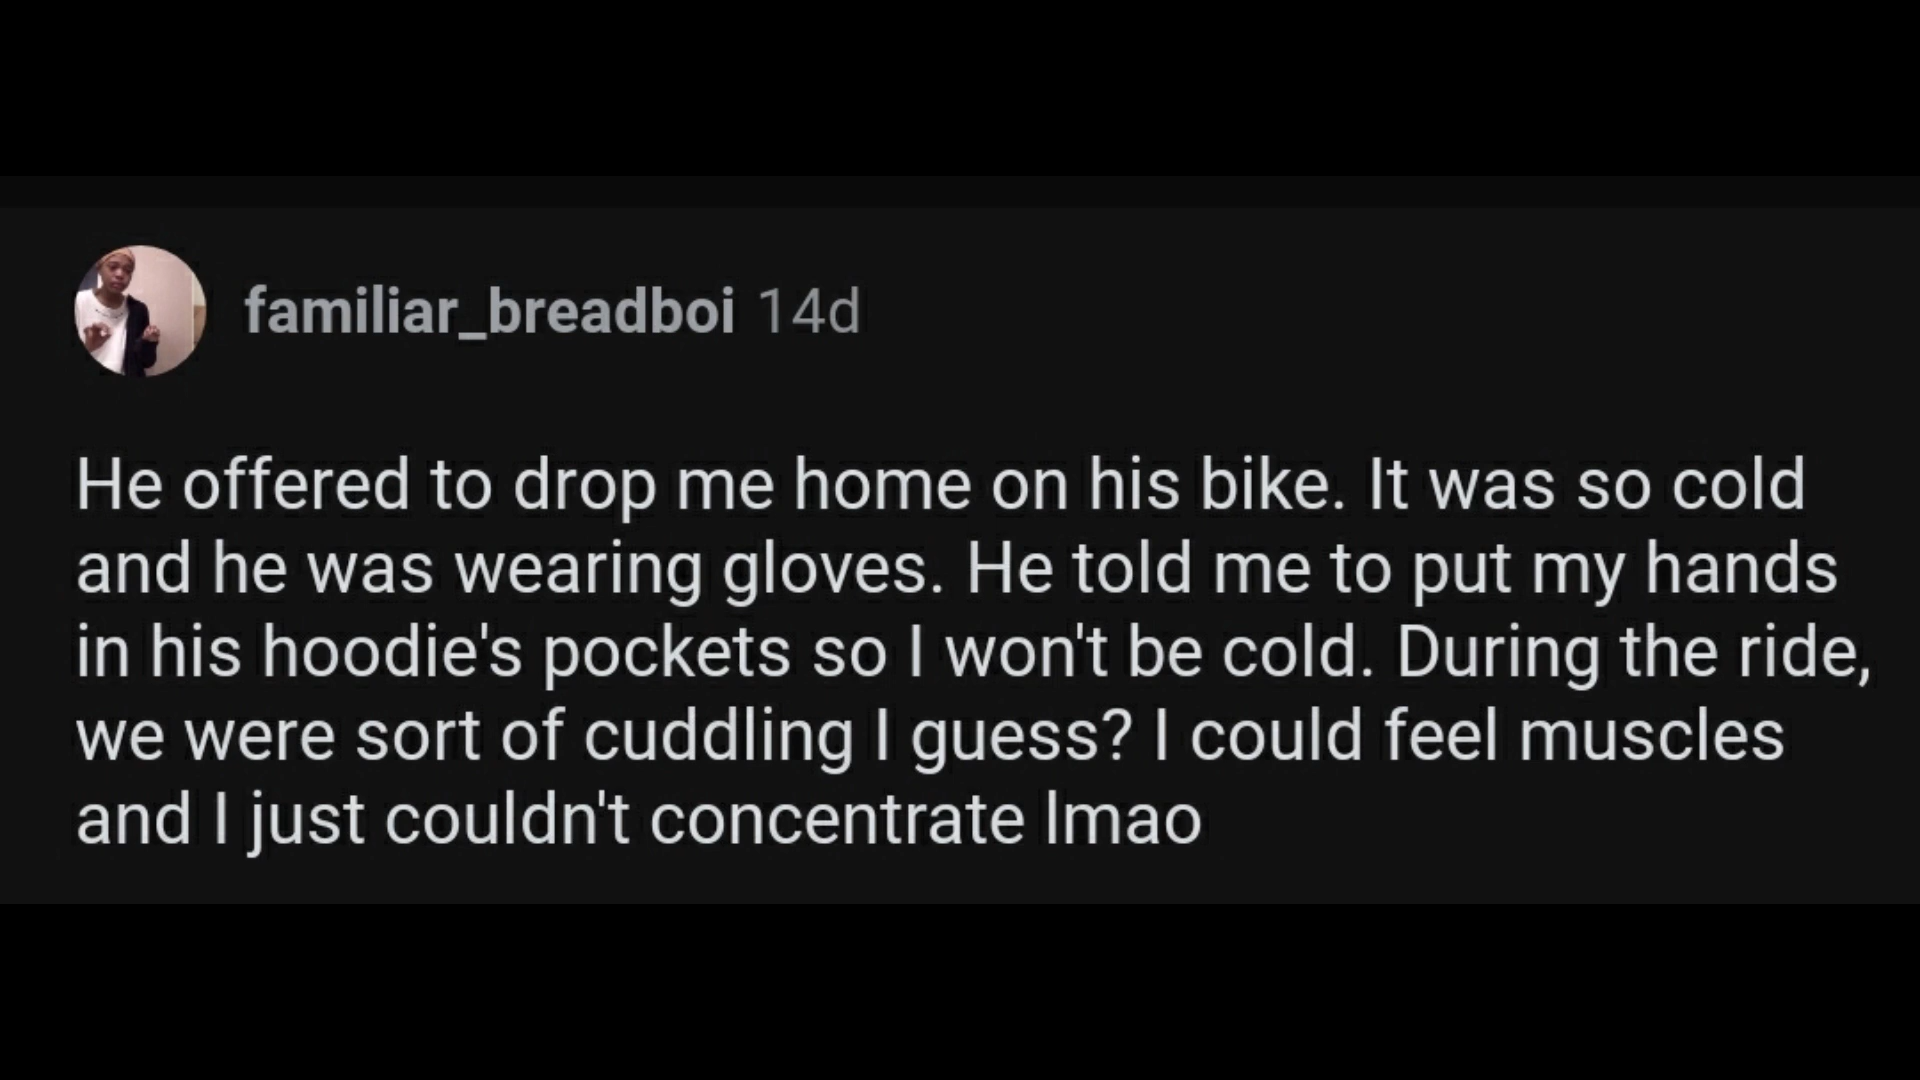 familiar_breadboi 14d
He offered to drop me home on his bike. It was so cold
and he was wearing gloves. He told me to put my hands
in his hoodie's pockets so I won't be cold. During the ride,
we were sort of cuddling I guess? I could feel muscles
and I just couldn't concentrate lmao